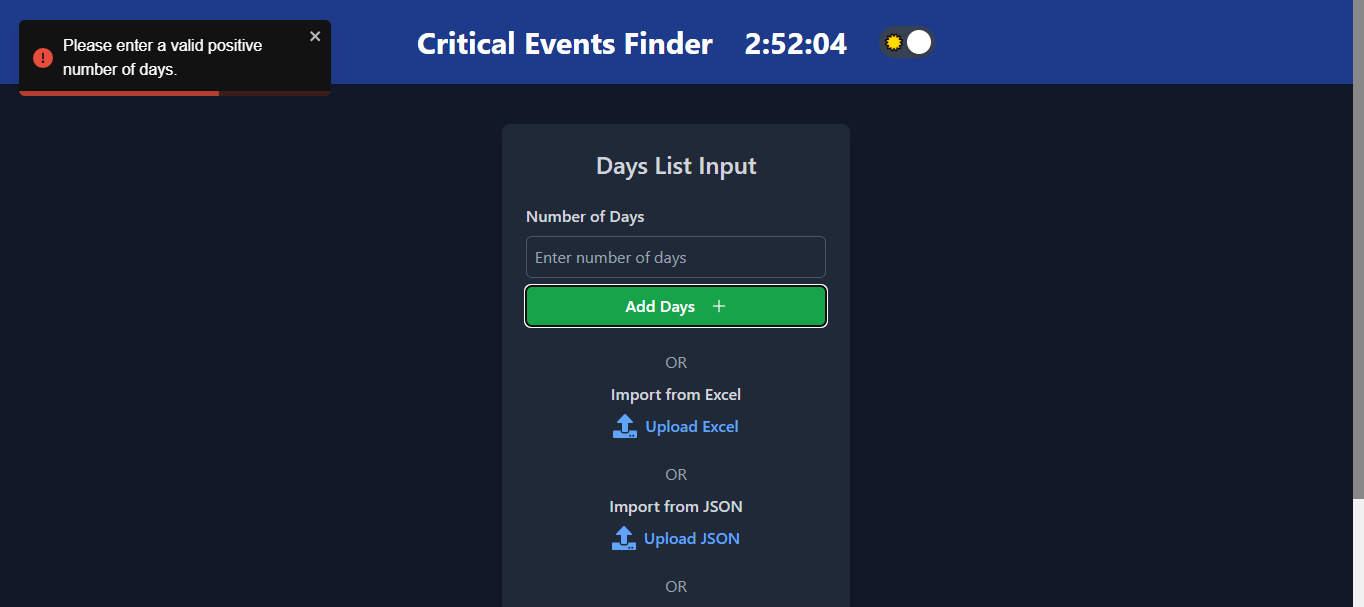 Please enter a valid positive
number of days.
Critical Events Finder
2:52:04
Days List Input
Number of Days
Enter number of days
Add Days
OR
Import from Excel
Upload Excel
OR
Import from JSON
Upload JSON
OR